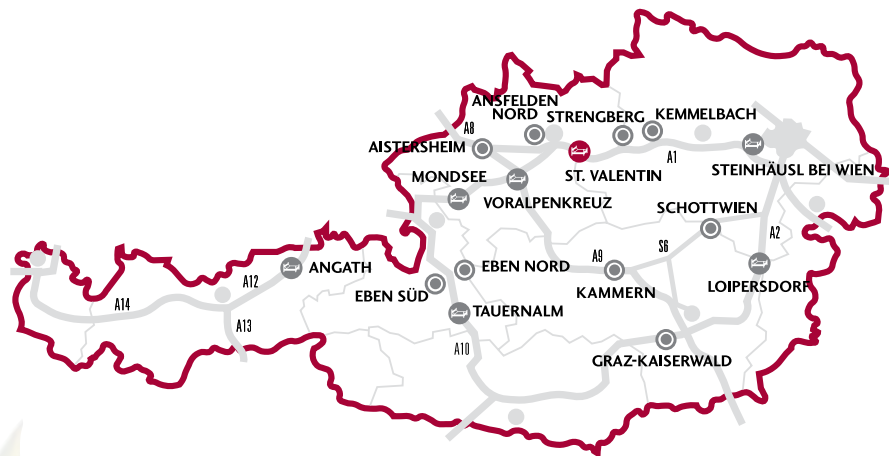 ANSFELDEN
NORD
STRENGBERG
KEMMELBACH
A8
AISTERSHEIM
A1
MONDSEE
ST. VALENTIN
STEINHÄUSL BEI WIEN
VORALPENKREUZ
SCHOTTWIEN
A2
S6
A9
ANGATH
EBEN NORD
A12
EBEN SÜD
KAMMERN
LOIPERSDORF
A14
TAUERNALM
A13
A10
GRAZ-KAISERWALD